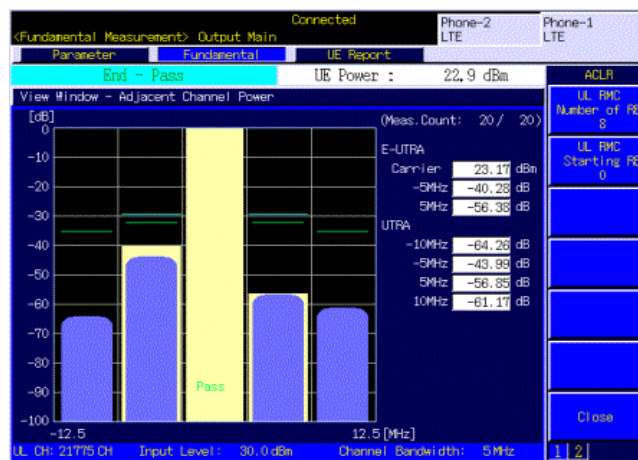 Connected
<Fundamental Measurement> Output Main
Phone-2
LTE
Phone-1
LTE
Parameter
Fundamental
UE Report
End - Pass
UE Power :
22.9 dBm
ACLR
View Window - Adjacent Channel Power
UL RMC
Number of RB
8
UL RMC
Starting RB
0
Close
1
2
[dB]
0
-10
-20
-30
-40
-50
-60
-70
-80
-90
-100
Pass
-12.5
12.5[MHz]
(Meas.Count: 20/ 20)
E-UTRA
Carrier 23.17 dBm
-5MHz -40.28 dB
5MHz -56.38 dB
UTRA
-10MHz -64.26 dB
-5MHz -43.99 dB
5MHz -56.85 dB
10MHz -61.17 dB
UL CH: 21775 CH Input Level: 30.0 dBm Channel Bandwidth: 5 MHz